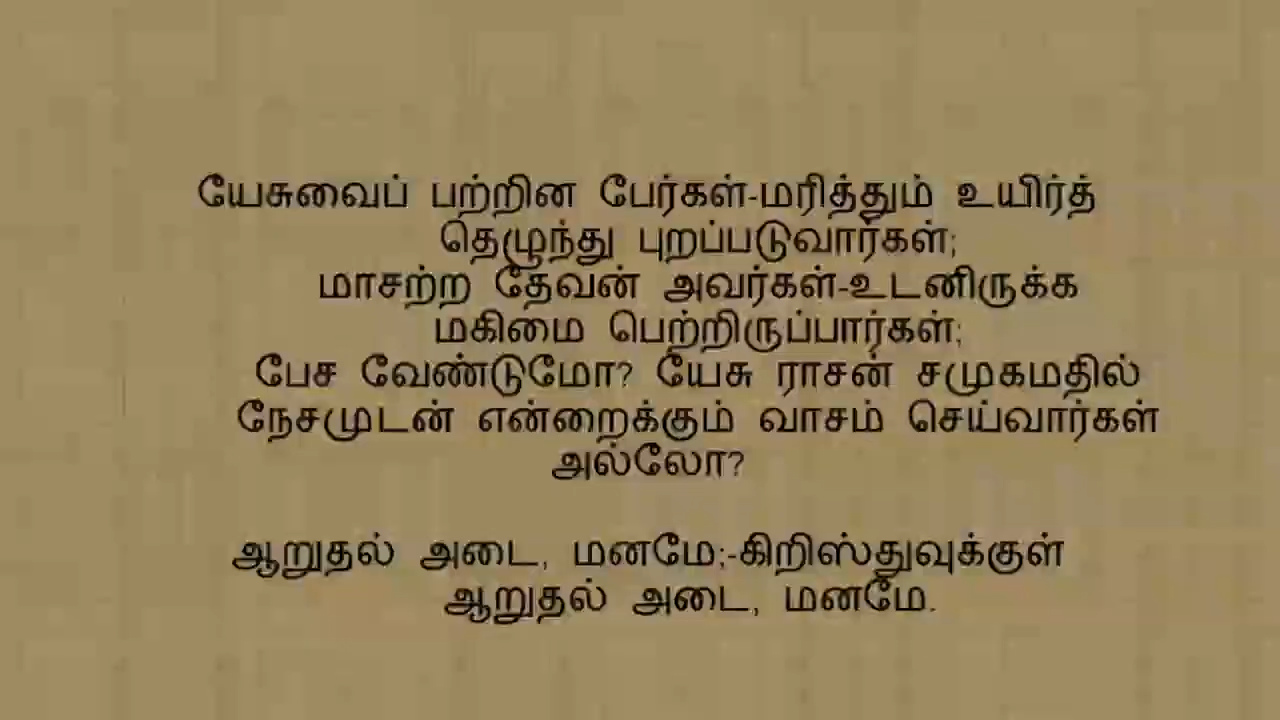 யேசுவைப் பற்றின பேர்கள்-மரித்தும் உயிர்த்
தெழுந்து புறப்படுவார்கள்;
மாசற்ற தேவன் அவர்கள்-உடனிருக்க
மகிமை பெற்றிருப்பார்கள்;
பேச வேண்டுமோ? யேசு ராசன் சமுகமதில்
நேசமுடன் என்றைக்கும் வாசம் செய்வார்கள்
அல்லோ?
ஆறுதல் அடை, மனமே;-கிறிஸ்துவுக்குள்
ஆறுதல் அடை, மனமே.